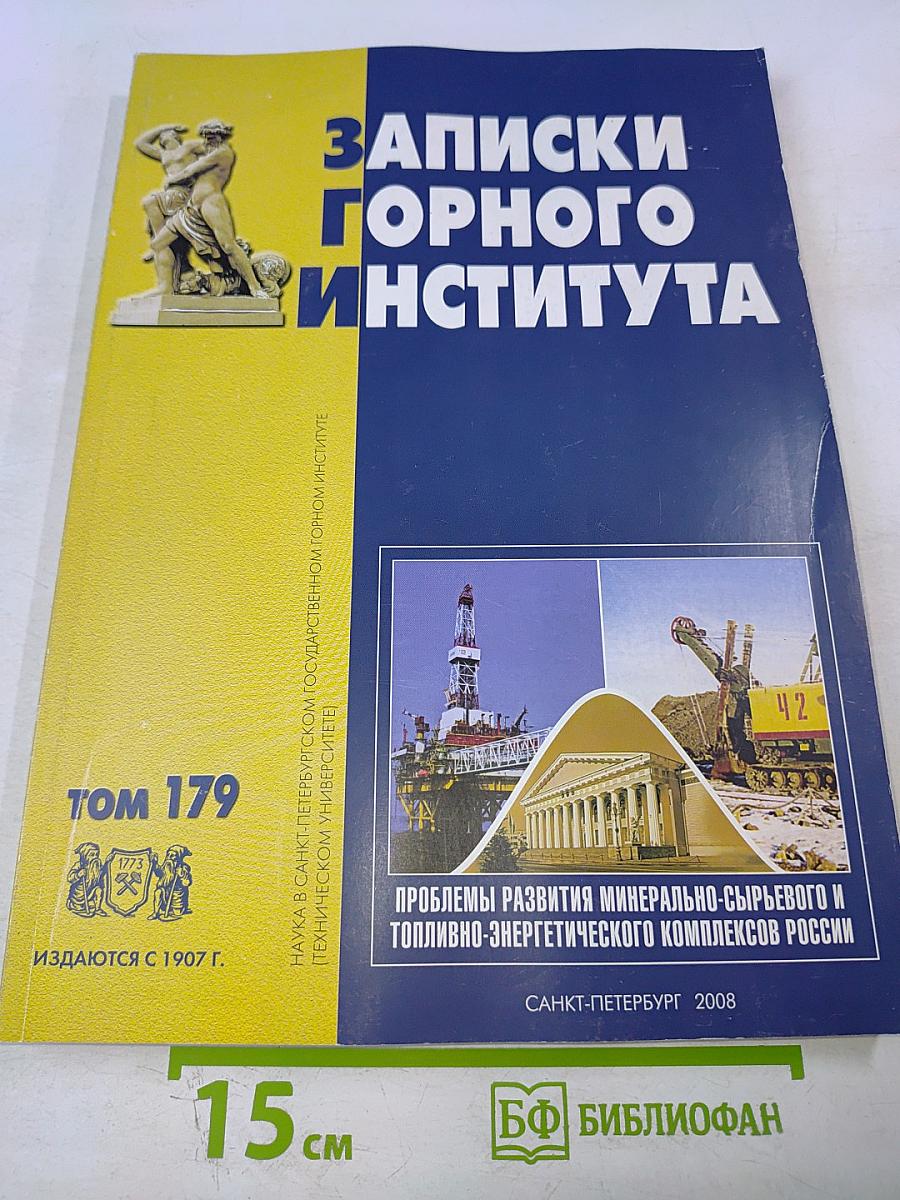 ЗАПИСКИ
ГОРНОГО
ИНСТИТУТА
НАУКА В САНКТ-ПЕТЕРБУРГСКОМ ГОСУДАРСТВЕННОМ ГОРНОМ ИНСТИТУТЕ
(ТЕХНИЧЕСКОМ УНИВЕРСИТЕТЕ)
42
ТОМ 179
1773
ИЗДАЮТСЯ С 1907 Г.
ПРОБЛЕМЫ РАЗВИТИЯ МИНЕРАЛЬНО-СЫРЬЕВОГО И
ТОПЛИВНО-ЭНЕРГЕТИЧЕСКОГО КОМПЛЕКСОВ РОССИИ
САНКТ-ПЕТЕРБУРГ 2008
15 см
БФ БИБЛИОФАН